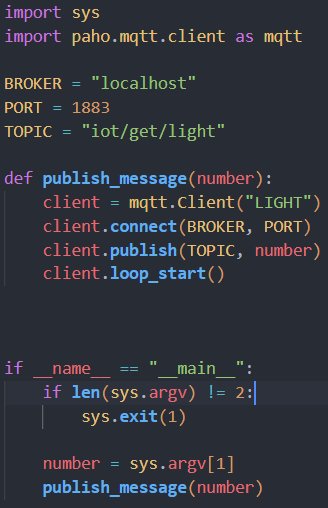 import sys
import paho.mqtt.client as mqtt

BROKER = "localhost"
PORT = 1883
TOPIC = "iot/get/light"

def publish_message(number):
    client = mqtt.Client("LIGHT")
    client.connect(BROKER, PORT)
    client.publish(TOPIC, number)
    client.loop_start()



if __name__ == "__main__":
    if len(sys.argv) != 2:
        sys.exit(1)

    number = sys.argv[1]
    publish_message(number)